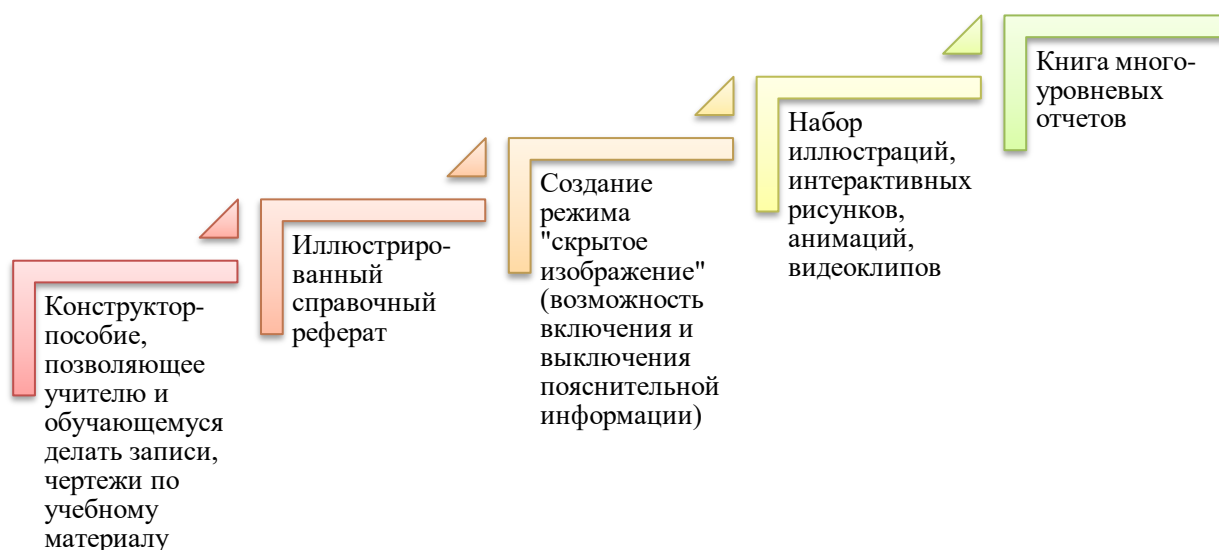 Конструктор-
пособие,
позволяющее
учителю и
обучающемуся
делать записи,
чертежи по
учебному
материалу
Иллюстриро-
ванный
справочный
реферат
Создание
режима
"скрытое
изображение"
(возможность
включения и
выключения
пояснительной
информации)
Набор
иллюстраций,
интерактивных
рисунков,
анимаций,
видеоклипов
Книга много-
уровневых
отчетов